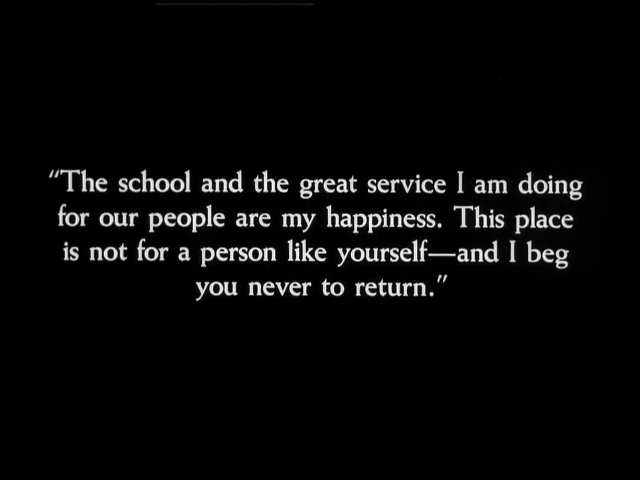 “The school and the great service I am doing
for our people are my happiness. This place
is not for a person like yourself—and I beg
you never to return.”